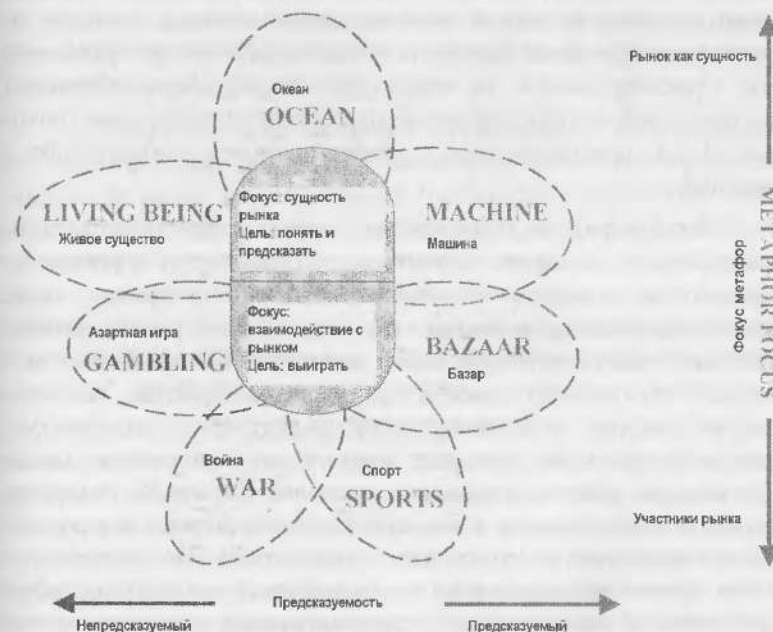 Рынок как сущность
Океан
OCEAN
LIVING BEING
Живое существо
Фокус: сущность
рынка
Цель: понять и
предсказать
MACHINE
Машина
Азартная игра
GAMBLING
Фокус:
взаимодействие с
рынком
Цель: выиграть
BAZAAR
Базар
Фокус метафор
METAPHOR FOCUS
Война
WAR
Спорт
SPORTS
Участники рынка
Предсказуемость
Непредсказуемый
Предсказуемый